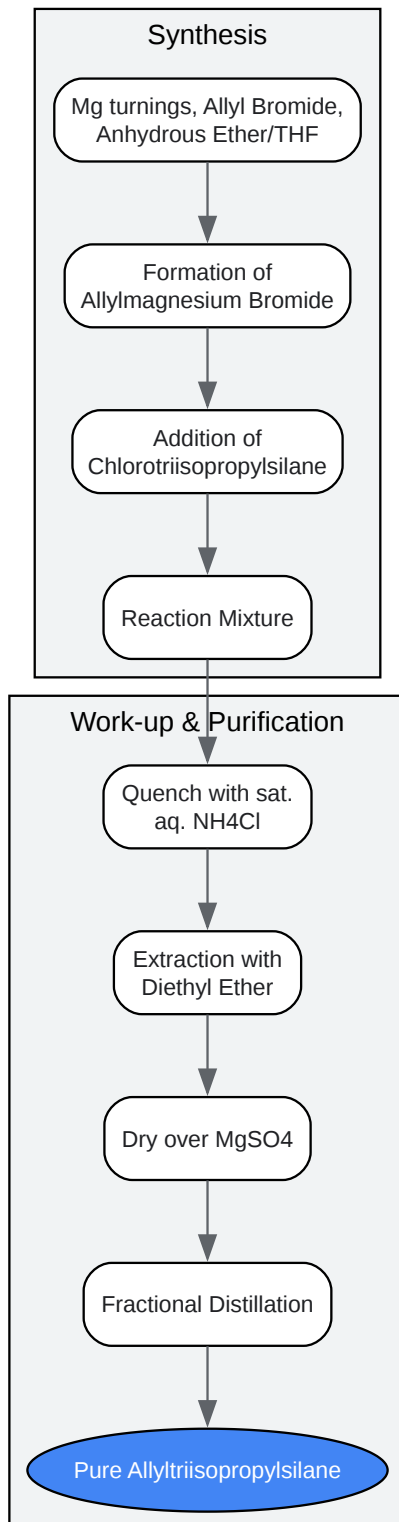 Synthesis
Mg turnings, Allyl Bromide,
Anhydrous Ether/THF
Formation of
Allylmagnesium Bromide
Addition of
Chlorotriisopropylsilane
Reaction Mixture
Work-up & Purification
Quench with sat.
aq. NH4Cl
Extraction with
Diethyl Ether
Dry over MgSO4
Fractional Distillation
Pure Allyltriisopropylsilane